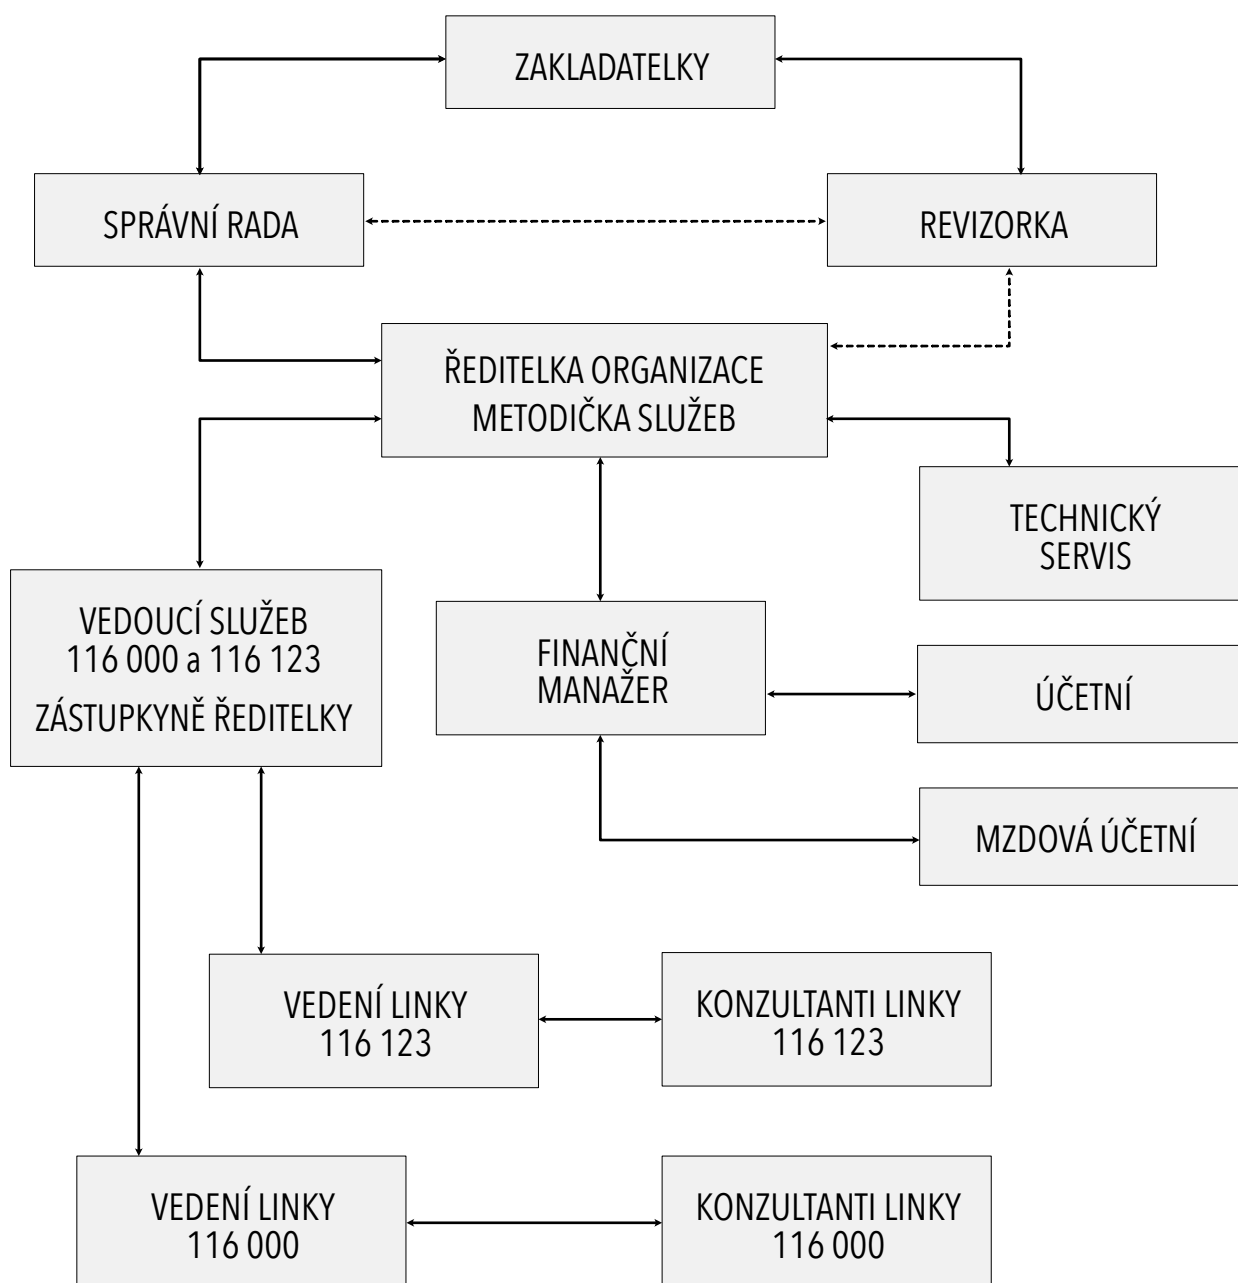 ZAKLADATELKY
SPRÁVNÍ RADA
REVIZORKA
ŘEDITELKA ORGANIZACE
METODIČKA SLUŽEB
TECHNICKÝ
SERVIS
VEDOUCÍ SLUŽEB
116 000 a 116 123
ZÁSTUPKYNĚ ŘEDITELKY
FINANČNÍ
MANAŽER
ÚČETNÍ
MZDOVÁ ÚČETNÍ
VEDENÍ LINKY
116 123
KONZULTANTI LINKY
116 123
VEDENÍ LINKY
116 000
KONZULTANTI LINKY
116 000